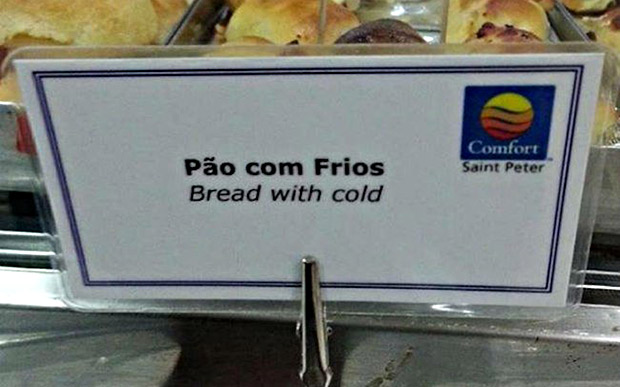 Pão com Frios
Bread with cold
Comfort
Saint Peter